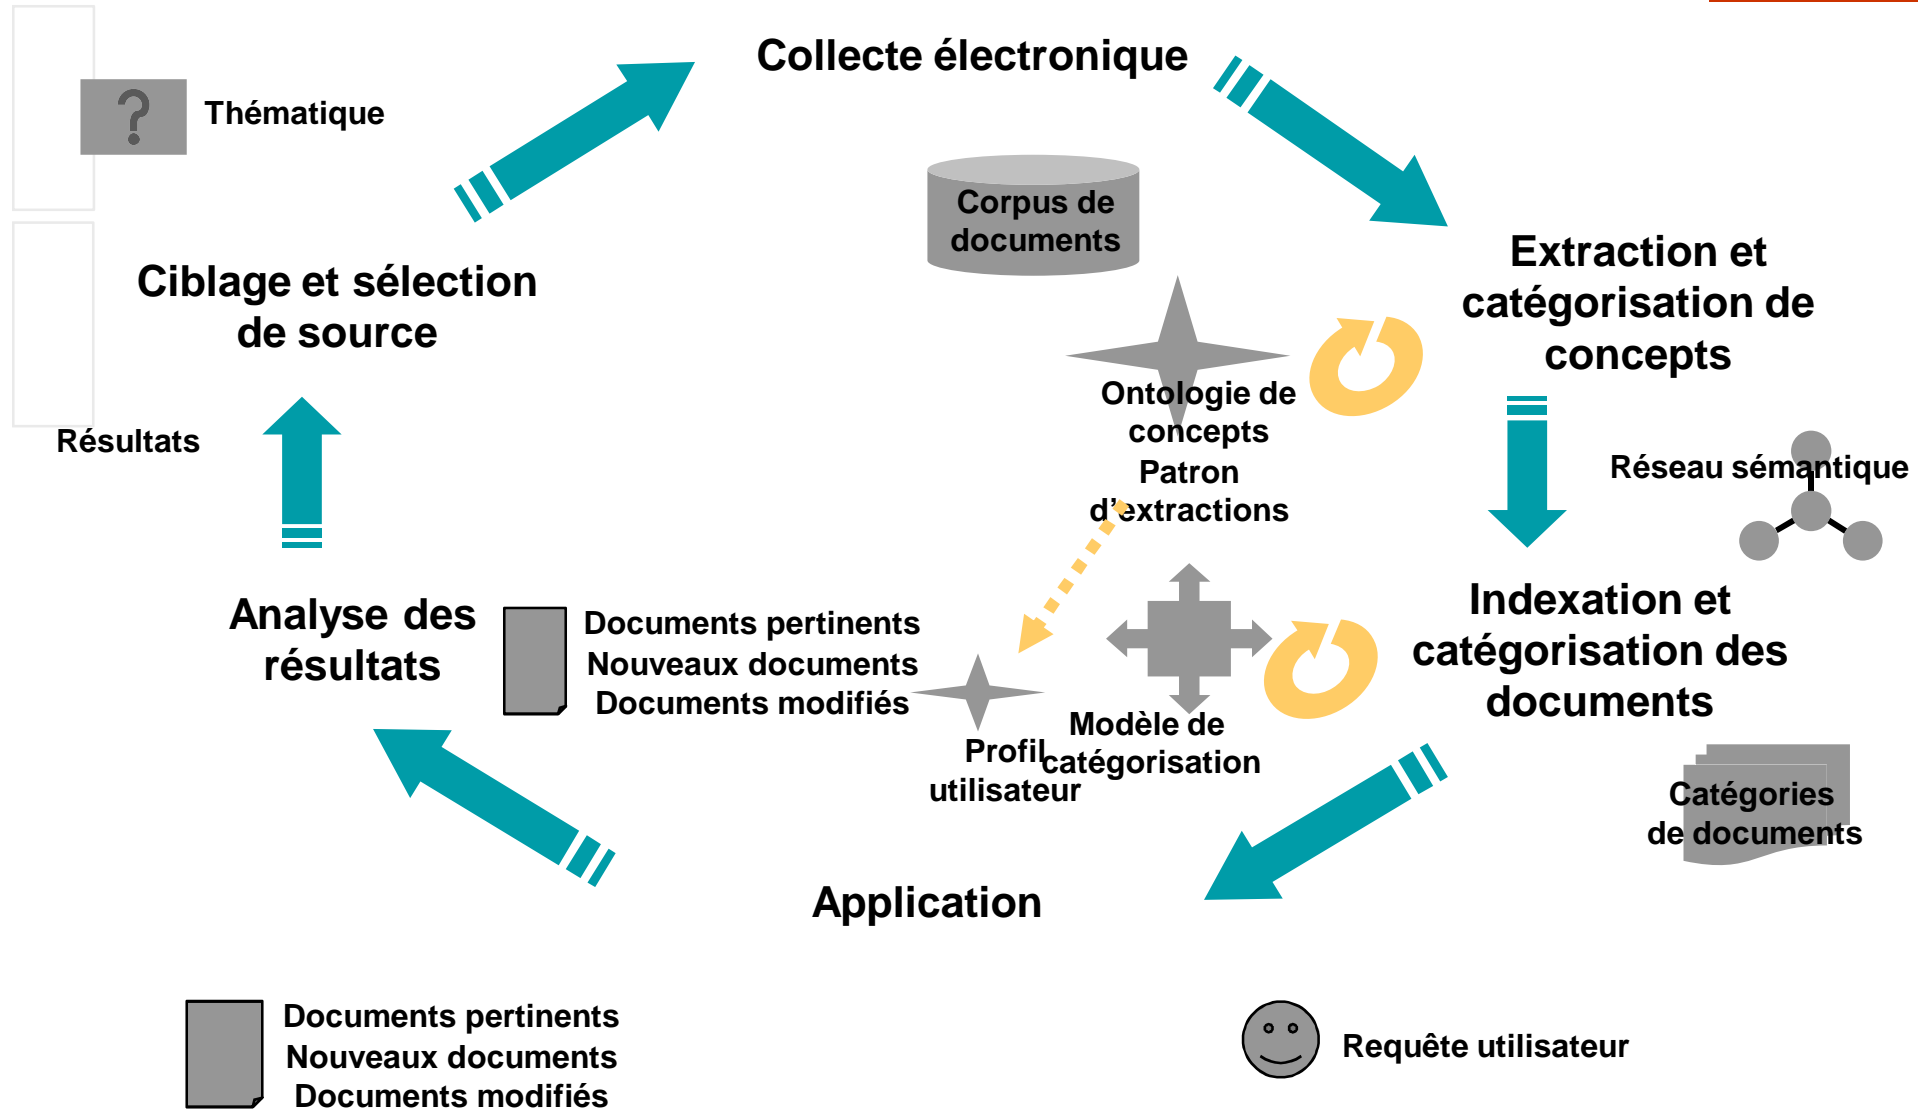 Collecte électronique
?
Thématique
Corpus de
documents
Ciblage et sélection
de source
Extraction et
catégorisation de
concepts
Ontologie de
concepts
Patron
d’extractions
Résultats
Réseau sémantique
Analyse des
résultats
Documents pertinents
Nouveaux documents
Documents modifiés
Indexation et
catégorisation des
documents
Profil
utilisateur
Modèle de
catégorisation
Catégories
de documents
Application
Documents pertinents
Nouveaux documents
Documents modifiés
Requête utilisateur